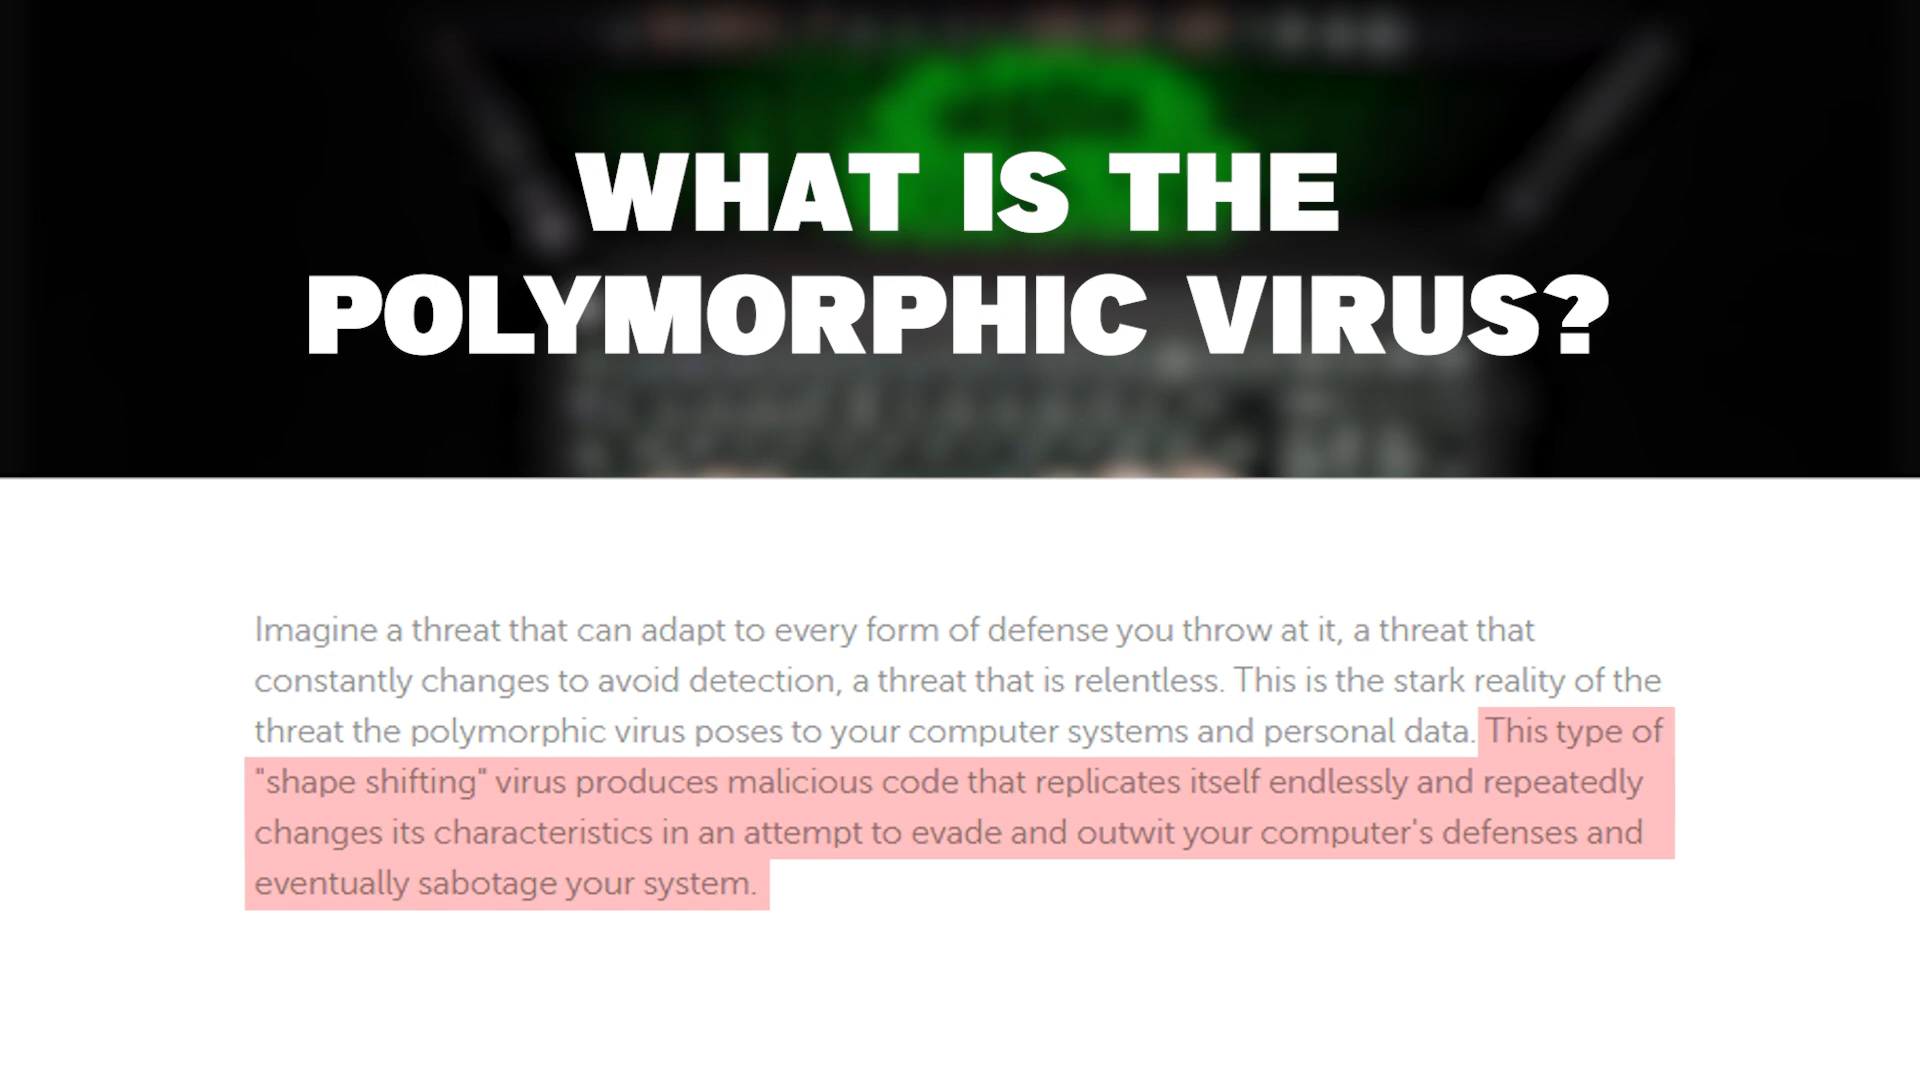 WHAT IS THE
POLYMORPHIC VIRUS?
Imagine a threat that can adapt to every form of defense you throw at it, a threat that
constantly changes to avoid detection, a threat that is relentless. This is the stark reality of the
threat the polymorphic virus poses to your computer systems and personal data. This type of
"shape shifting" virus produces malicious code that replicates itself endlessly and repeatedly
changes its characteristics in an attempt to evade and outwit your computer's defenses and
eventually sabotage your system.